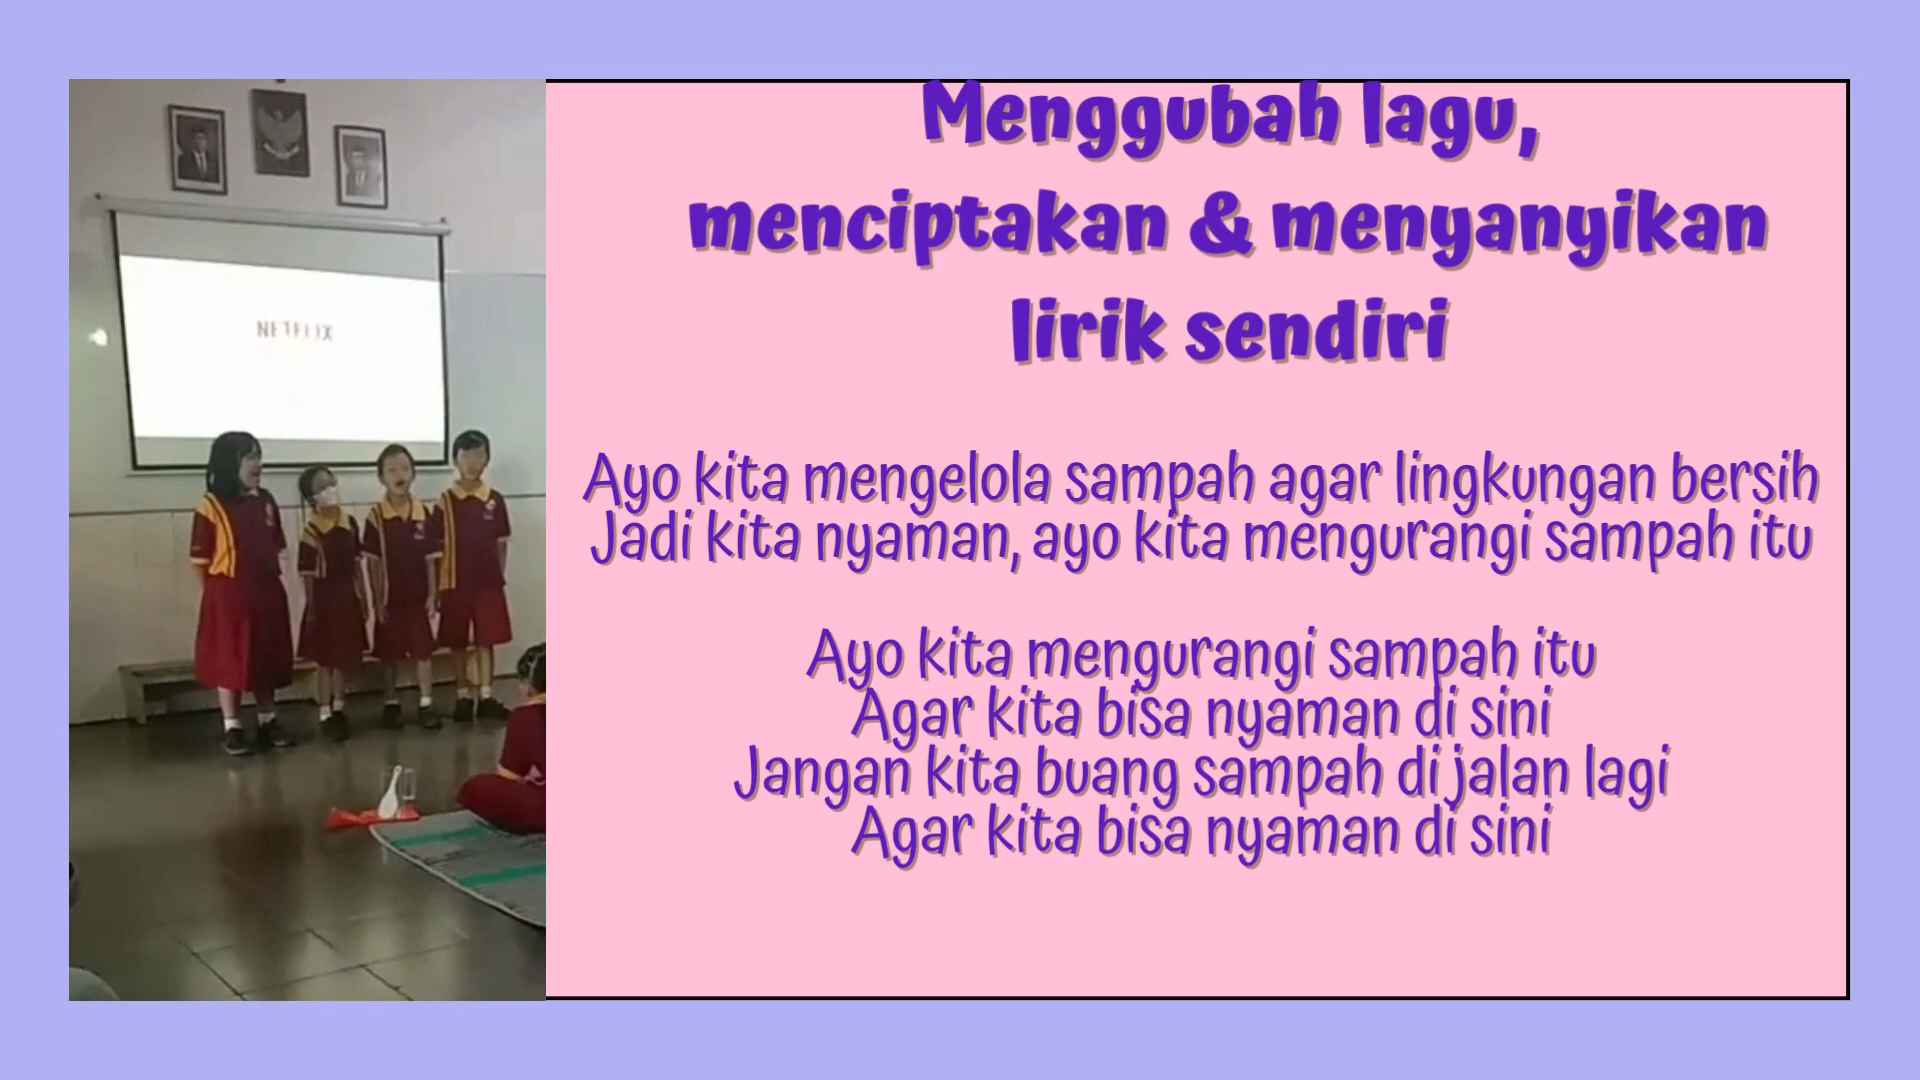 NETFLIX
Menggubah lagu,
menciptakan & menyanyikan
lirik sendiri
Ayo kita mengelola sampah agar lingkungan bersih
Jadi kita nyaman, ayo kita mengurangi sampah itu
Ayo kita mengurangi sampah itu
Agar kita bisa nyaman di sini
Jangan kita buang sampah di jalan lagi
Agar kita bisa nyaman di sini